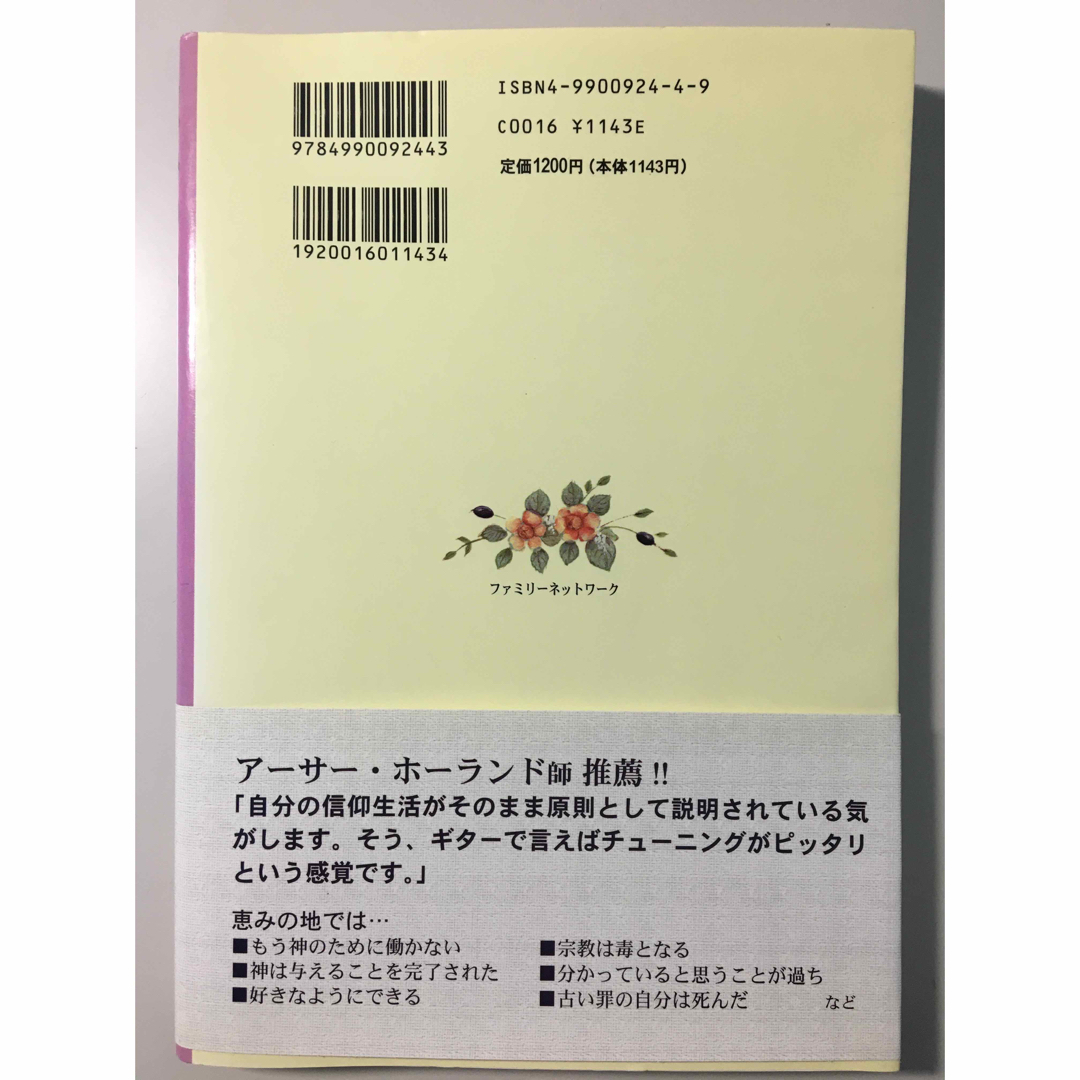 ISBN4-9900924-4-9
9784990092443
C0016 ¥1143E
定価1200円（本体1143円）
1920016011434
ファミリーネットワーク
アーサー・ホーランド師 推薦!!
「自分の信仰生活がそのまま原則として説明されている気
がします。そう、ギターで言えばチューニングがピッタリ
という感覚です。」
恵みの地では…
■もう神のために働かない
■神は与えることを完了された
■好きなようにできる
■宗教は毒となる
■分かっていると思うことが過ち
■古い罪の自分は死んだ
など